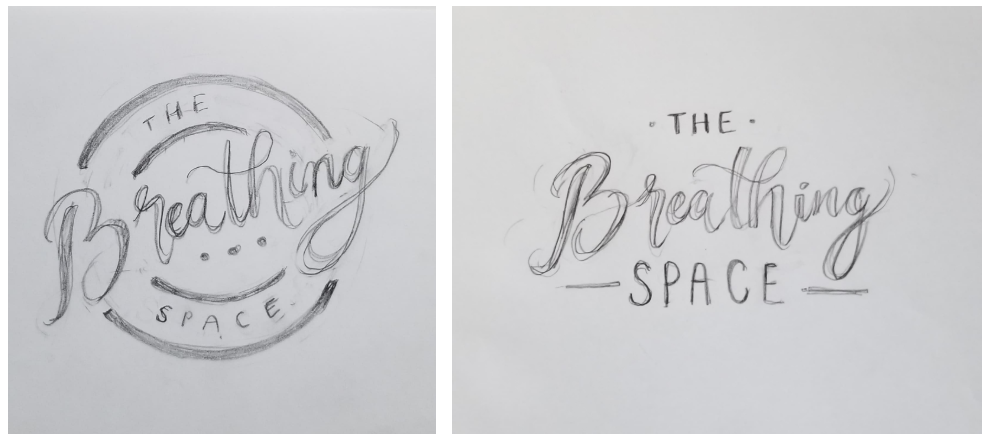 THE
Breathing
SPACE
· THE ·
Breathing
— SPACE —